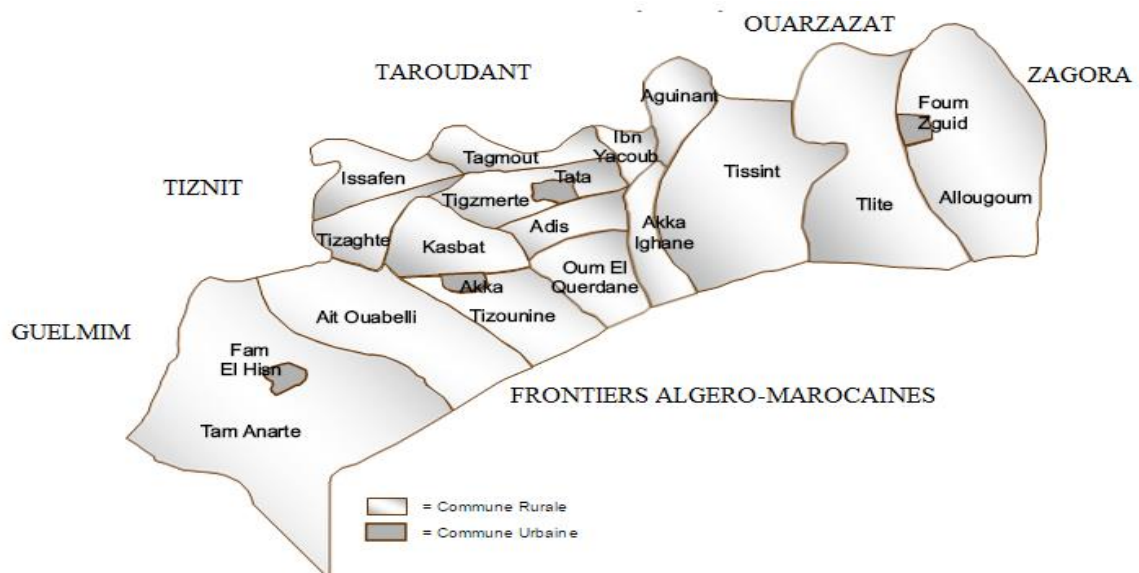 OUARZAZAT
TAROUDANT
ZAGORA
Aguinant
Foum
Zguid
Ibn
Yacoub
Tagmout
Issafen
Tata
Tissint
TIZNIT
Tigzmerte
Tlite
Allougoum
Adis
Akka
Ighane
Tizaghte
Kasbat
Oum El
Querdane
Akka
Ait Ouabelli
Tizounine
GUELMIM
Fam
El Hisn
FRONTIERS ALGERO-MAROCAINES
Tam Anarte
= Commune Rurale
= Commune Urbaine